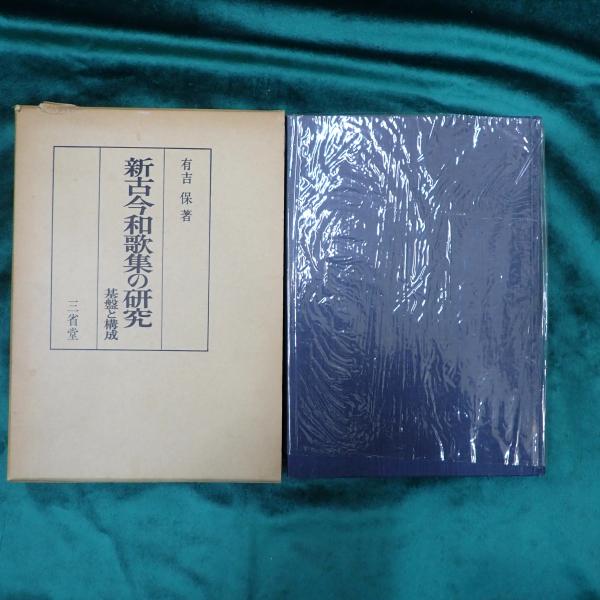 有吉 保 著
新古今和歌集の研究
基盤と構成
三省堂